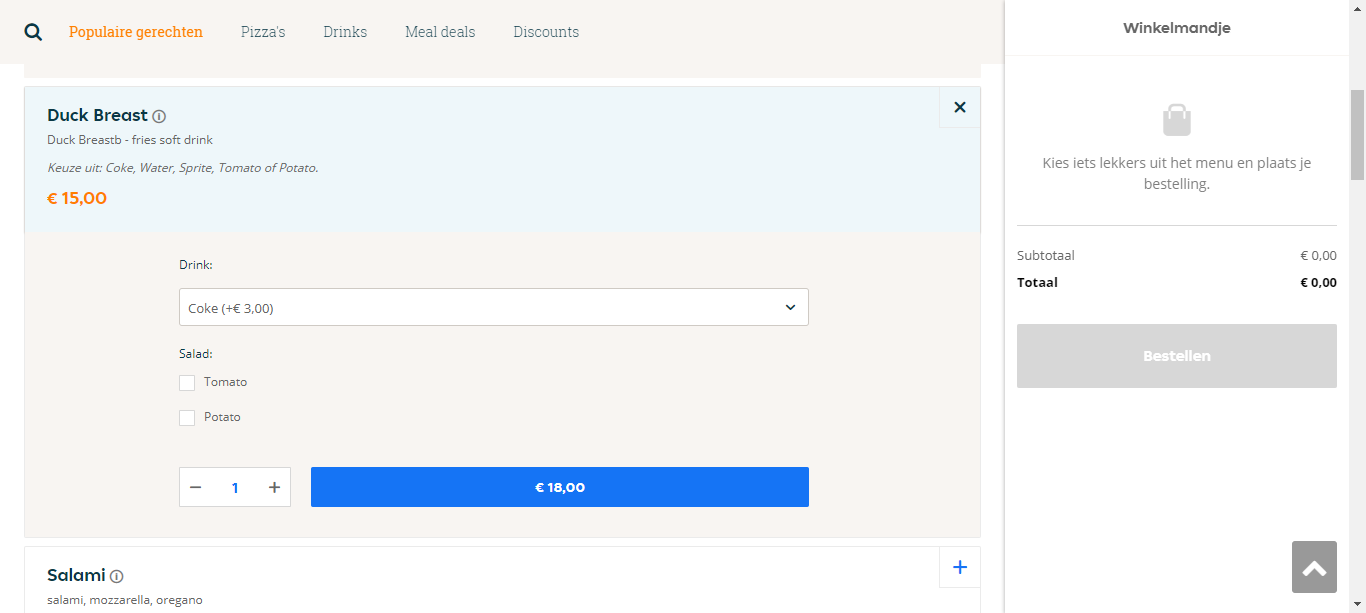 Populaire gerechten Pizza's Drinks Meal deals Discounts
Duck Breast
Duck Breastb - fries soft drink
Keuze uit: Coke, Water, Sprite, Tomato of Potato.
€ 15,00
Drink:
Coke (+€ 3,00)
Salad:
Tomato
Potato
1
€ 18,00
Salami
salami, mozzarella, oregano
Winkelmandje
Kies iets lekkers uit het menu en plaats je
bestelling.
Subtotaal € 0,00
Totaal € 0,00
Bestellen